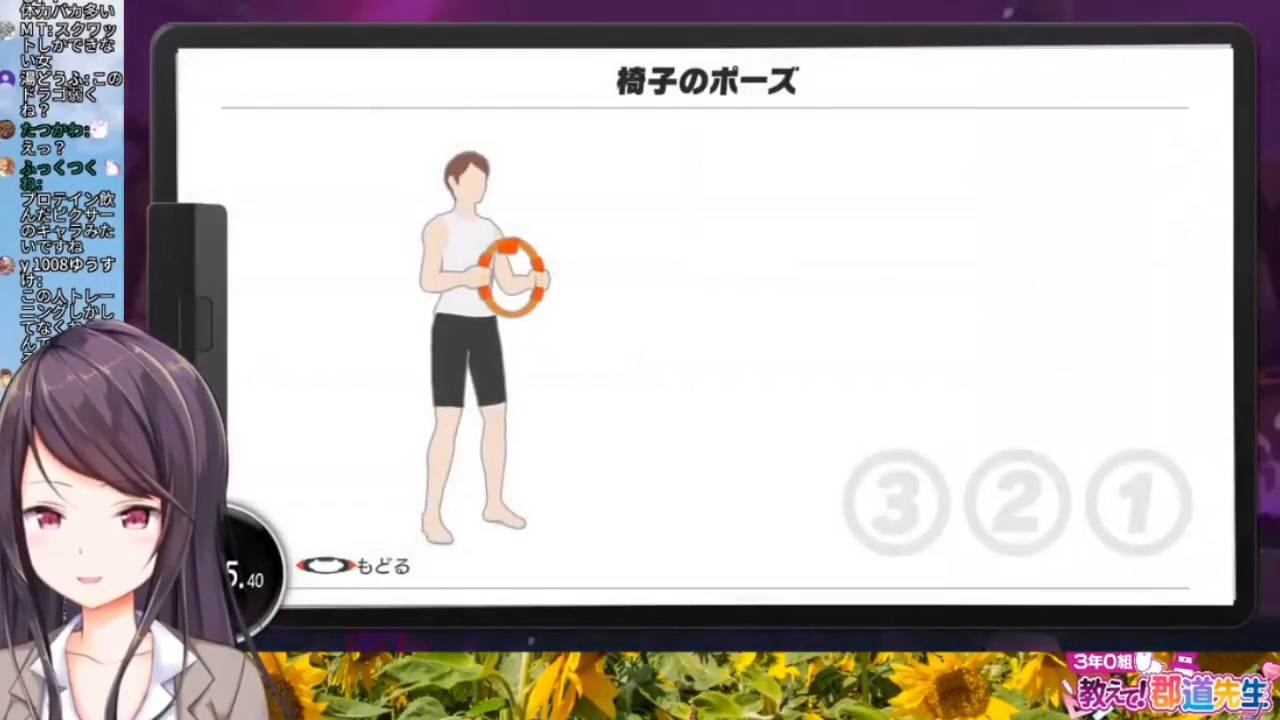 体力バカ多い
MT:スクワッ
トしかできな
い女
湯どうふ:この
ドラゴ弱く
ね?
たつかわ:
えっ?
ふっくつく
ね:
プロテイン飲
んだピクサー
のキャラみた
いですね
y1008ゆうす
け:
この人トレー
ニングしかし
てなく
椅子のポーズ
3 2 1
5.40
もどる
3年0組
教えて!郡道先生